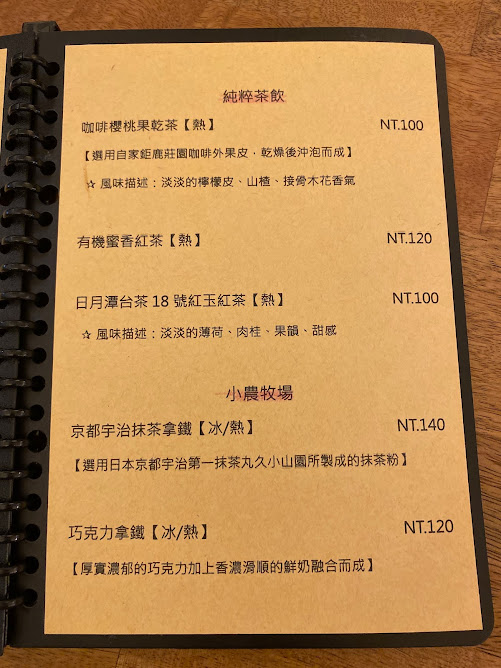 純粹茶飲
咖啡櫻桃果乾茶【熱】 NT.100
【選用自家鉅鹿莊園咖啡外果皮，乾燥後沖泡而成】
☆ 風味描述：淡淡的檸檬皮、山楂、接骨木花香氣
有機蜜香紅茶【熱】 NT.120
日月潭台茶 18 號紅玉紅茶【熱】 NT.100
☆ 風味描述：淡淡的薄荷、肉桂、果韻、甜感
小農牧場
京都宇治抹茶拿鐵【冰/熱】 NT.140
【選用日本京都宇治第一抹茶丸久小山園所製成的抹茶粉】
巧克力拿鐵【冰/熱】 NT.120
【厚實濃郁的巧克力加上香濃滑順的鮮奶融合而成】